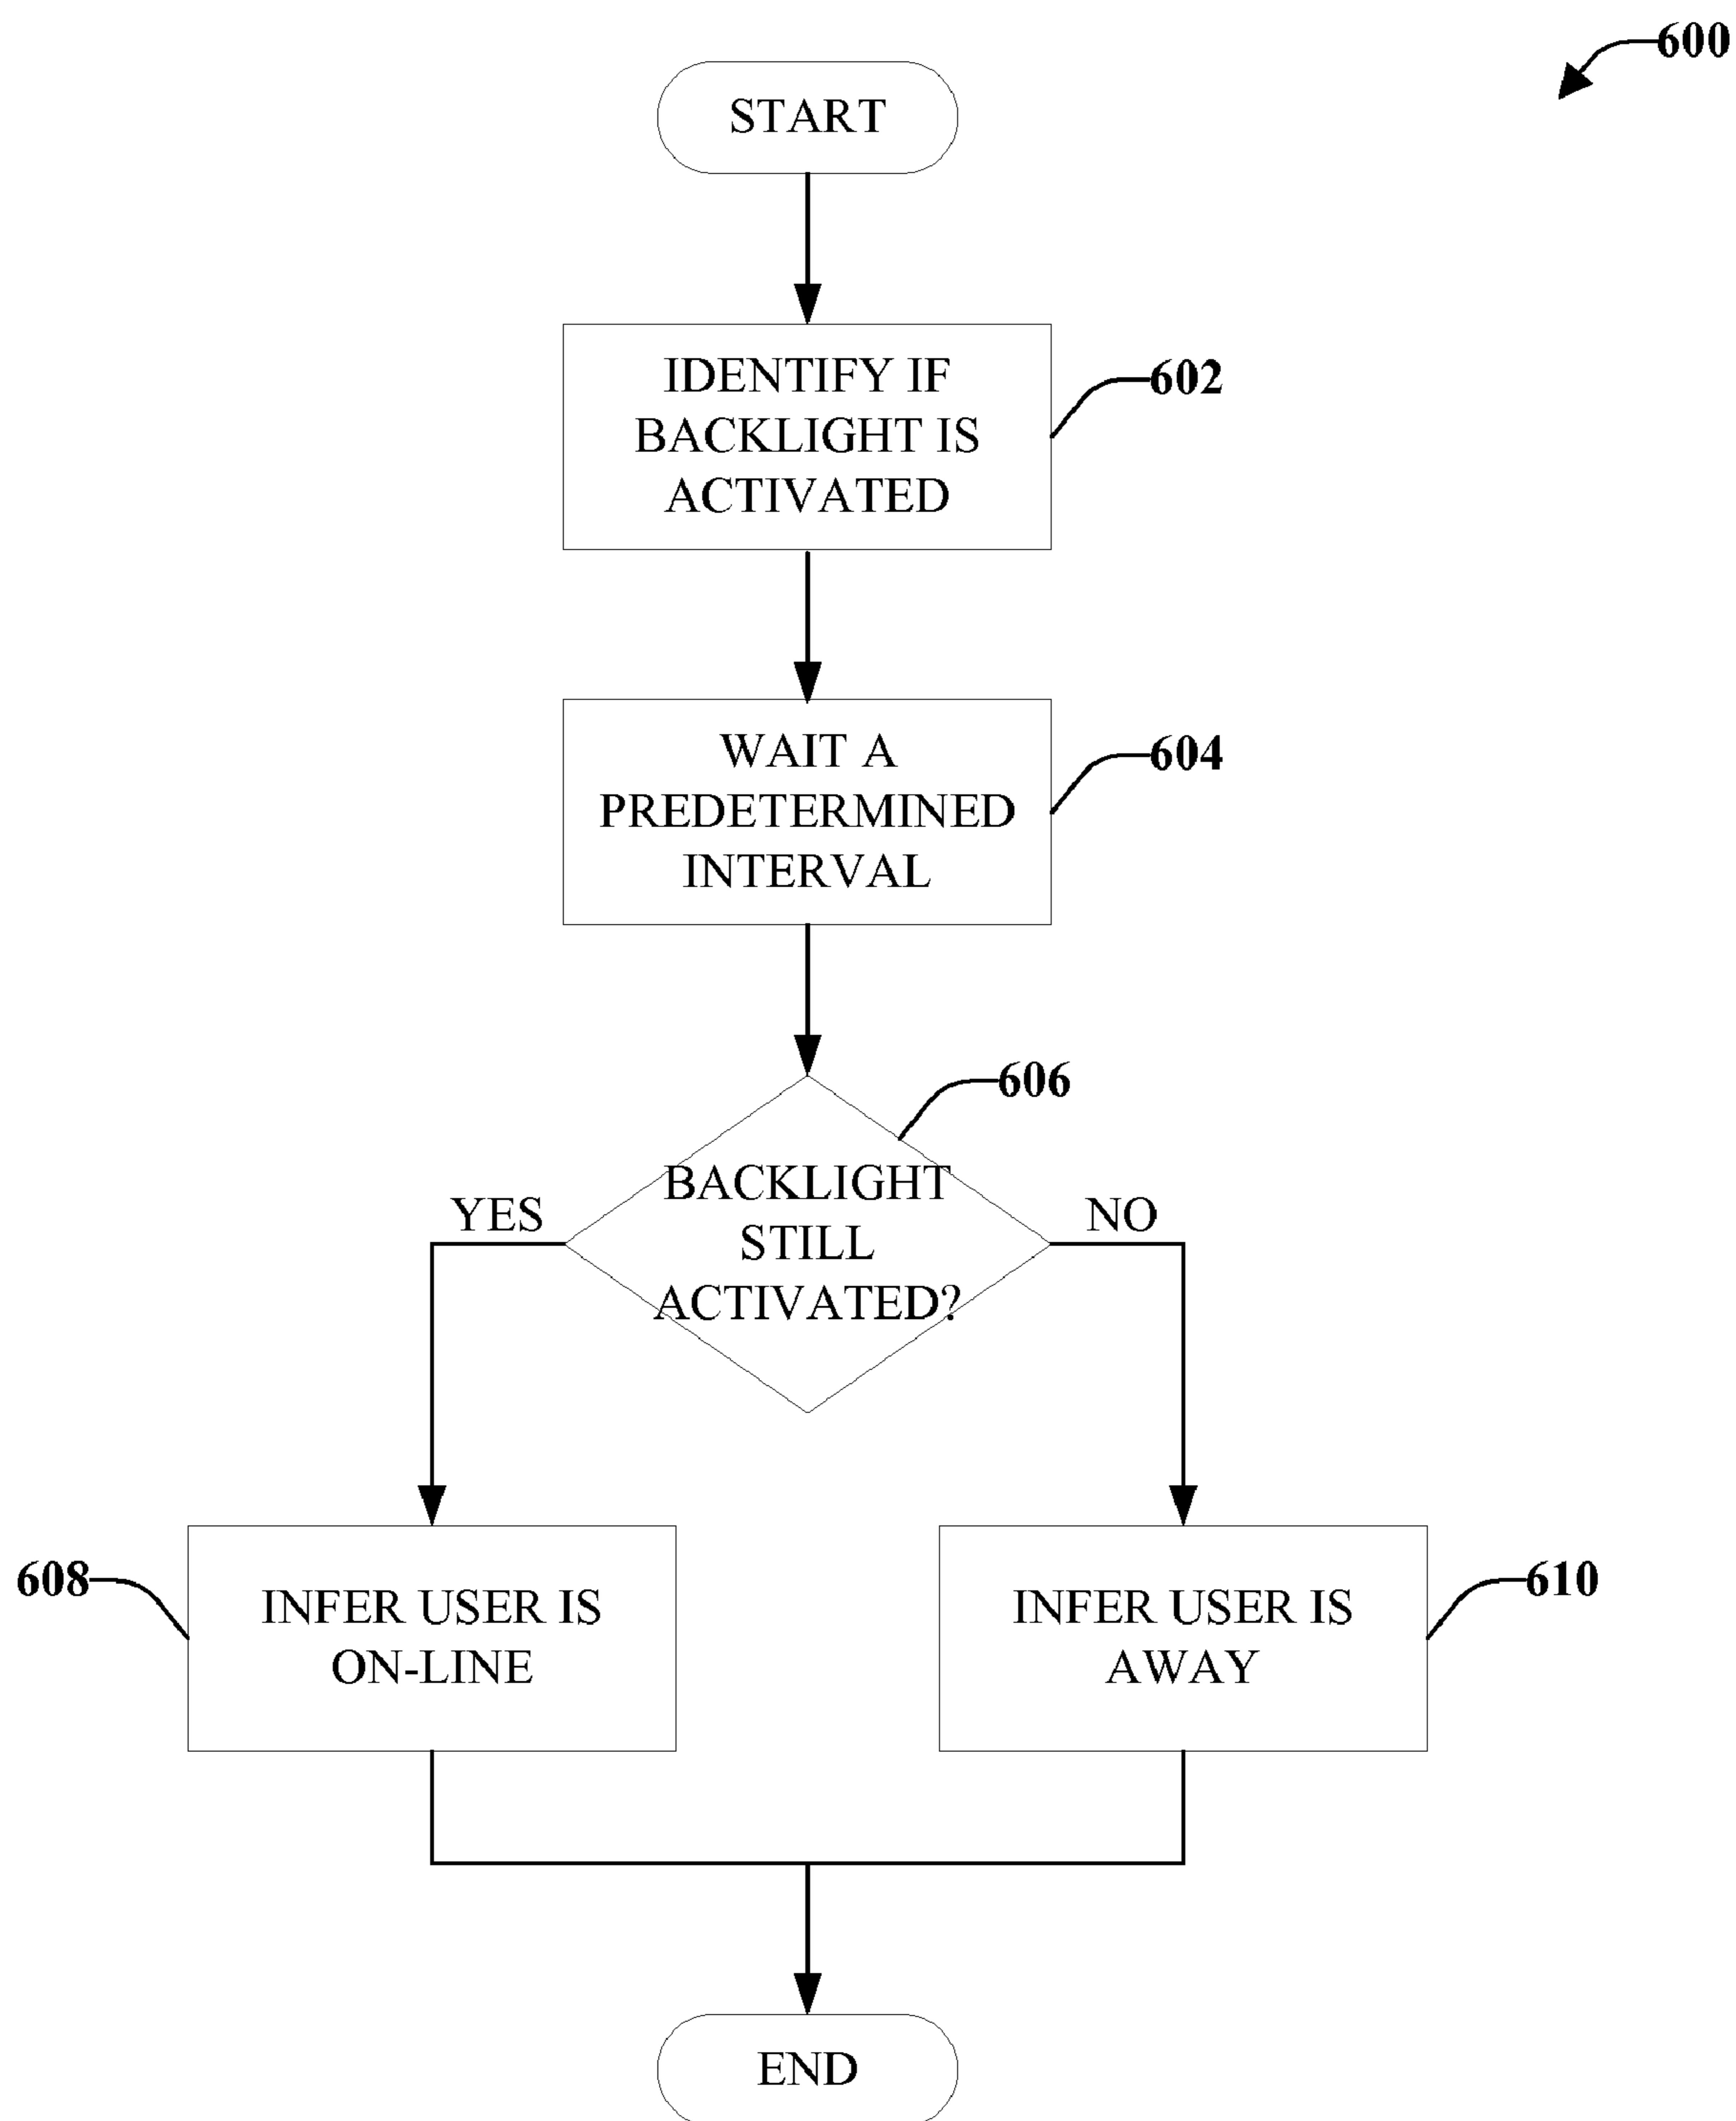 600
START
IDENTIFY IF
BACKLIGHT IS
ACTIVATED
602
WAIT A
PREDETERMINED
INTERVAL
604
606
BACKLIGHT
STILL
ACTIVATED?
YES
NO
608
INFER USER IS
ON-LINE
INFER USER IS
AWAY
610
END